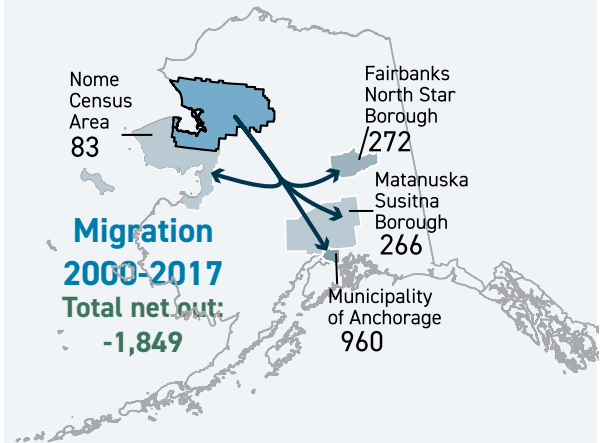 Nome
Census
Area
83
Fairbanks
North Star
Borough
272
Matanuska
Susitna
Borough
266
Migration
2000-2017
Total net out:
-1,849
Municipality
of Anchorage
960